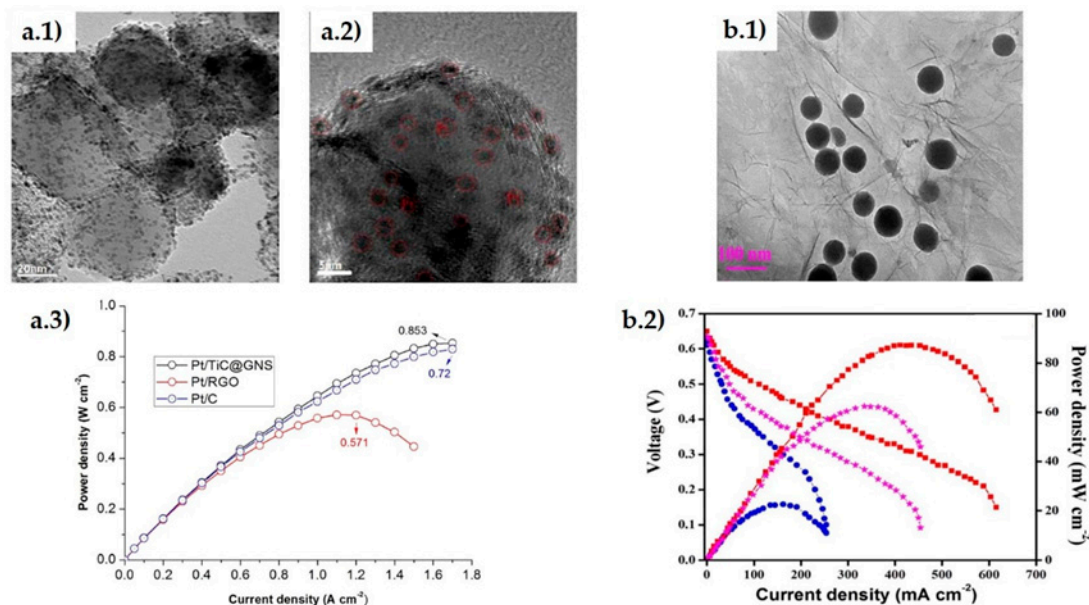 a.1)
20nm
a.2)
5nm
b.1)
100 nm
a.3)
Power density (W cm⁻²)
1.0
0.8
0.6
0.4
0.2
0.0
0.853
0.72
0.571
Pt/TiC@GNS
Pt/RGO
Pt/C
0.0 0.2 0.4 0.6 0.8 1.0 1.2 1.4 1.6 1.8
Current density (A cm⁻²)
b.2)
Voltage (V)
0.7
0.6
0.5
0.4
0.3
0.2
0.1
0.0
100
80
60
40
20
0
Power density (mW cm⁻²)
0 100 200 300 400 500 600 700
Current density (mA cm⁻²)